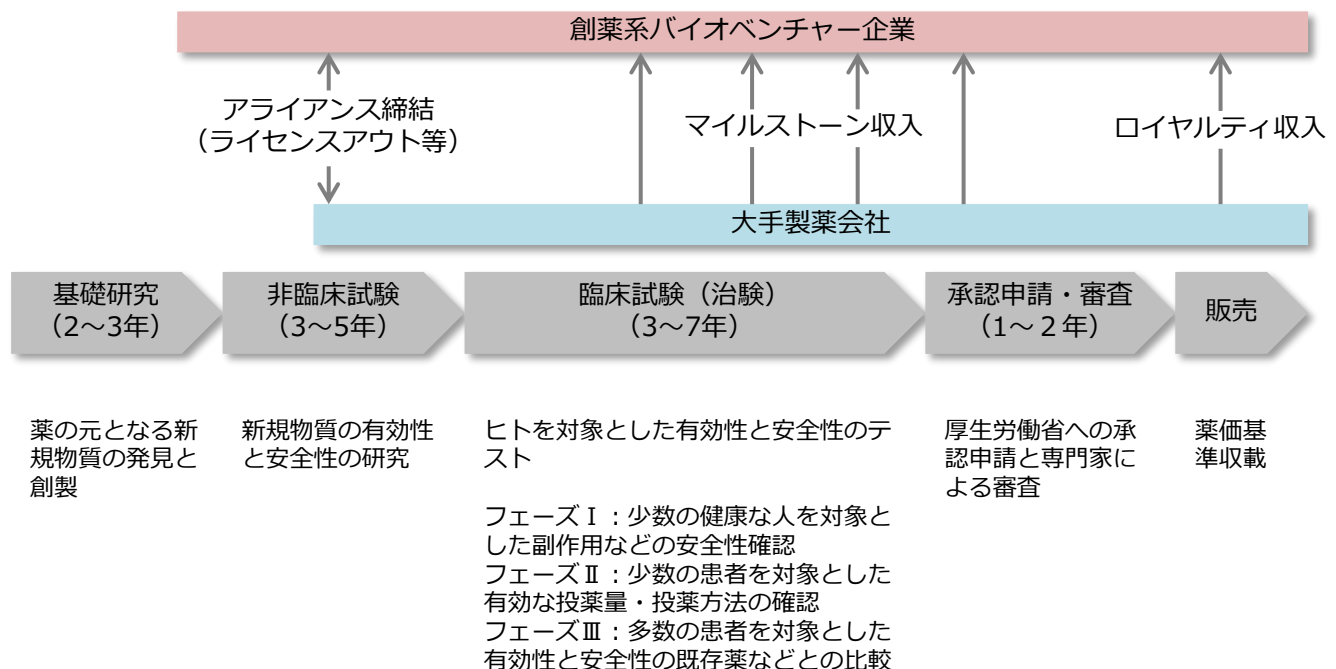 創薬系バイオベンチャー企業
アライアンス締結
（ライセンスアウト等）
マイルストーン収入
ロイヤルティ収入
大手製薬会社
基礎研究
（2～3年）
非臨床試験
（3～5年）
臨床試験（治験）
（3～7年）
承認申請・審査
（1～２年）
販売
薬の元となる新
規物質の発見と
創製
新規物質の有効性
と安全性の研究
ヒトを対象とした有効性と安全性のテ
スト
フェーズⅠ：少数の健康な人を対象と
した副作用などの安全性確認
フェーズⅡ：少数の患者を対象とした
有効な投薬量・投薬方法の確認
フェーズⅢ：多数の患者を対象とした
有効性と安全性の既存薬などとの比較
厚生労働省への承
認申請と専門家に
よる審査
薬価基
準収載